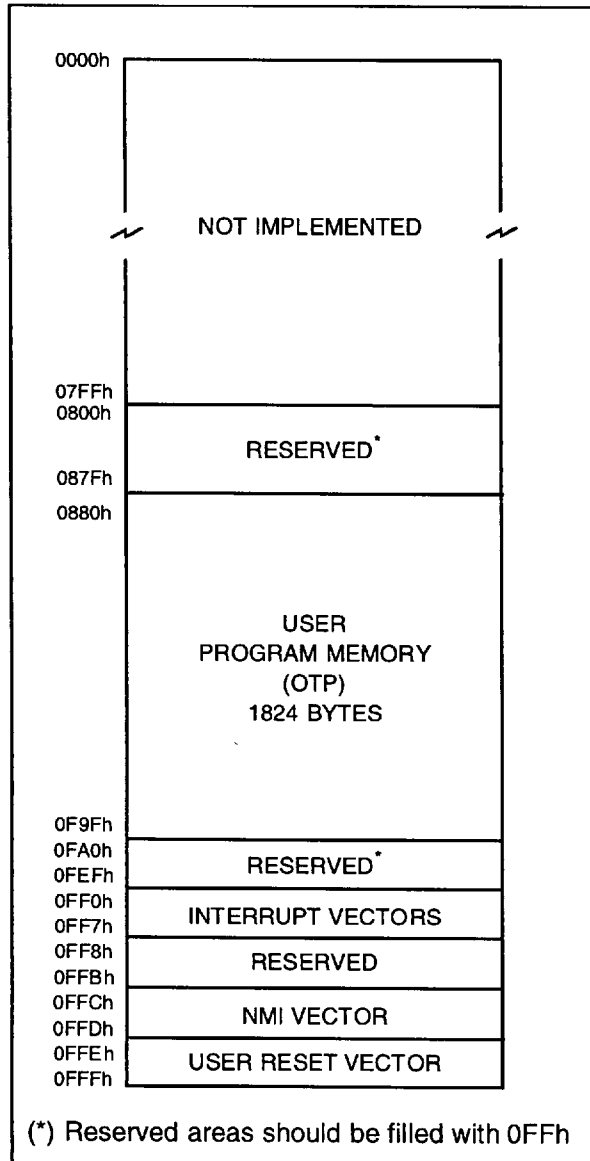 0000h
NOT IMPLEMENTED
07FFh
0800h
RESERVED*
087Fh
0880h
USER
PROGRAM MEMORY
(OTP)
1824 BYTES
0F9Fh
0FA0h
RESERVED*
0FEFh
0FF0h
INTERRUPT VECTORS
0FF7h
0FF8h
RESERVED
0FFBh
0FFCh
NMI VECTOR
0FFDh
0FFEh
USER RESET VECTOR
0FFFh
(*) Reserved areas should be filled with 0FFh